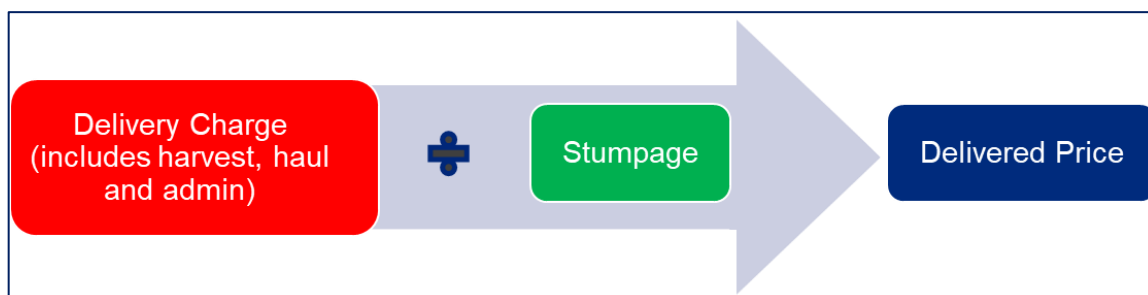 Delivery Charge
(includes harvest, haul
and admin)
÷
Stumpage
Delivered Price